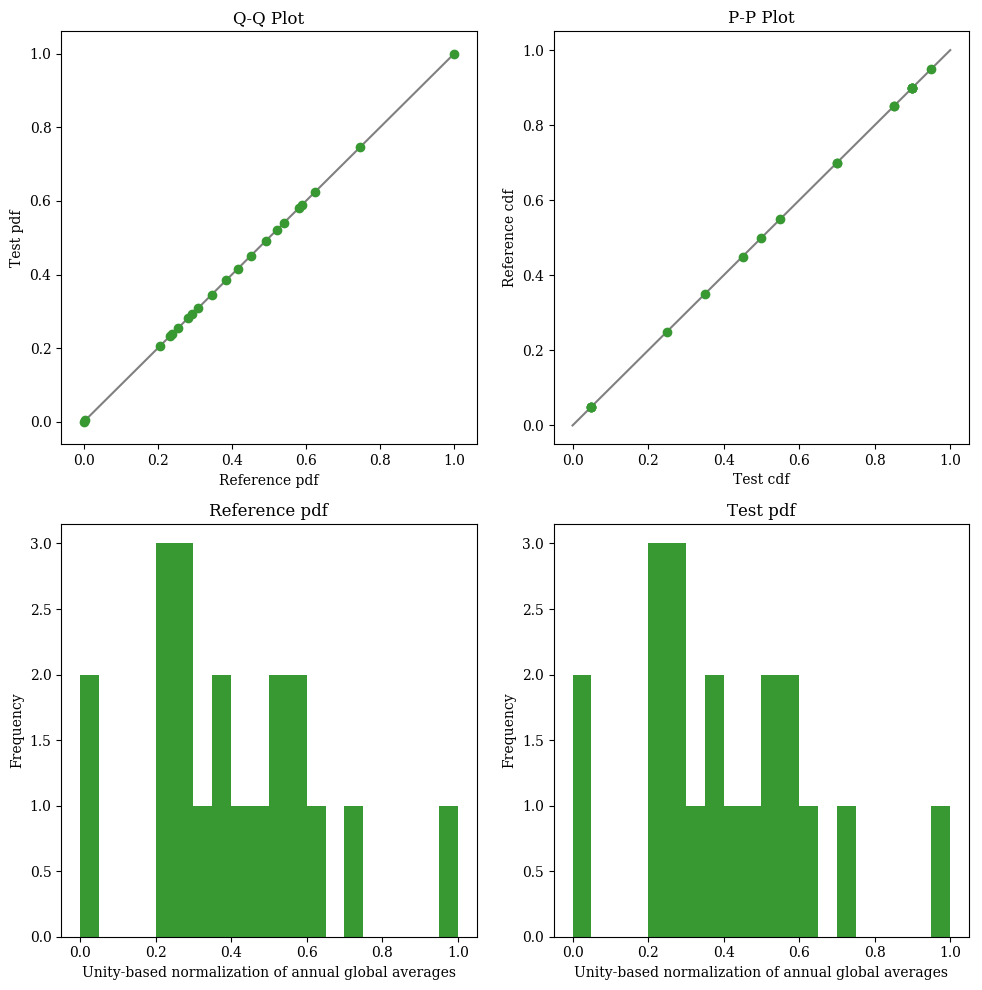 Q-Q Plot
1.0
0.8
0.6
0.4
0.2
0.0
Test pdf
0.0 0.2 0.4 0.6 0.8 1.0
Reference pdf
P-P Plot
1.0
0.8
0.6
0.4
0.2
0.0
Reference cdf
0.0 0.2 0.4 0.6 0.8 1.0
Test cdf
Reference pdf
3.0
2.5
2.0
1.5
1.0
0.5
0.0
Frequency
0.0 0.2 0.4 0.6 0.8 1.0
Unity-based normalization of annual global averages
Test pdf
3.0
2.5
2.0
1.5
1.0
0.5
0.0
Frequency
0.0 0.2 0.4 0.6 0.8 1.0
Unity-based normalization of annual global averages